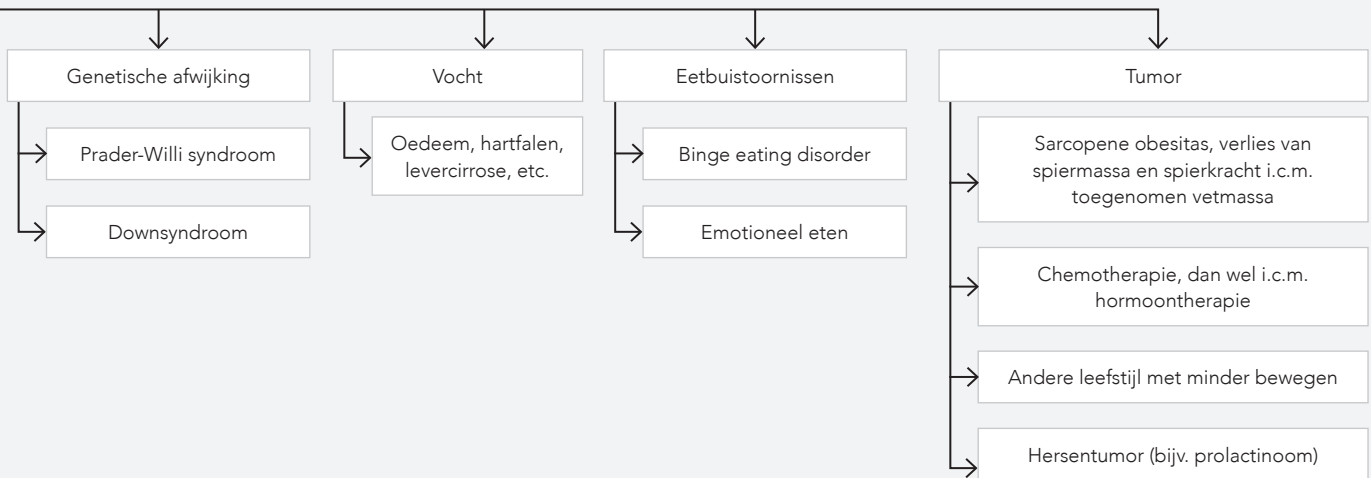 Genetische afwijking
Prader-Willi syndroom
Downsyndroom
Vocht
Oedeem, hartfalen,
levercirrose, etc.
Eetbuistoornissen
Binge eating disorder
Emotioneel eten
Tumor
Sarcopene obesitas, verlies van
spiermassa en spierkracht i.c.m.
toegenomen vetmassa
Chemotherapie, dan wel i.c.m.
hormoontherapie
Andere leefstijl met minder bewegen
Hersentumor (bijv. prolactinoom)